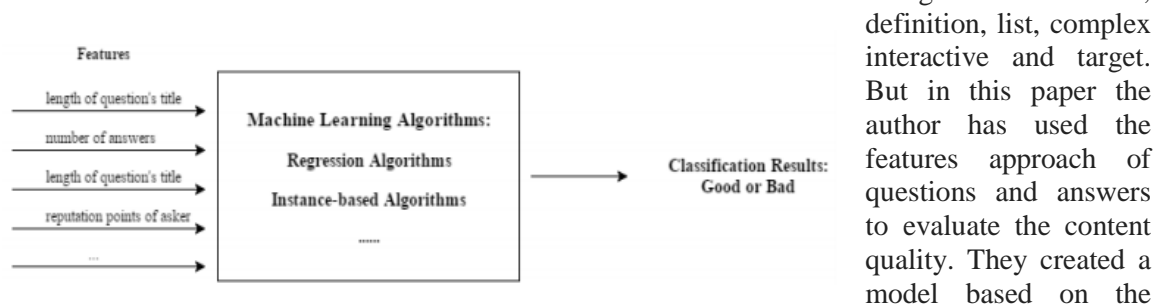 Features
length of question's title
number of answers
length of question's title
reputation points of asker
...
Machine Learning Algorithms:
Regression Algorithms
Instance-based Algorithms
......
Classification Results:
Good or Bad
definition, list, complex
interactive and target.
But in this paper the
author has used the
features approach of
questions and answers
to evaluate the content
quality. They created a
model based on the